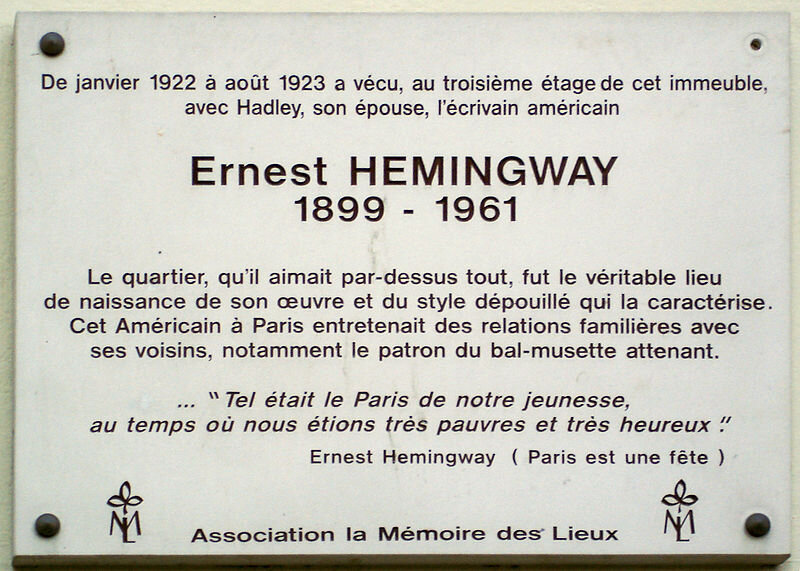 De janvier 1922 à août 1923 a vécu, au troisième étage de cet immeuble,
avec Hadley, son épouse, l'écrivain américain
Ernest HEMINGWAY
1899 - 1961
Le quartier, qu'il aimait par-dessus tout, fut le véritable lieu
de naissance de son œuvre et du style dépouillé qui la caractérise.
Cet Américain à Paris entretenait des relations familières avec
ses voisins, notamment le patron du bal-musette attenant.
... " Tel était le Paris de notre jeunesse,
au temps où nous étions très pauvres et très heureux ."
Ernest Hemingway ( Paris est une fête )
Association la Mémoire des Lieux